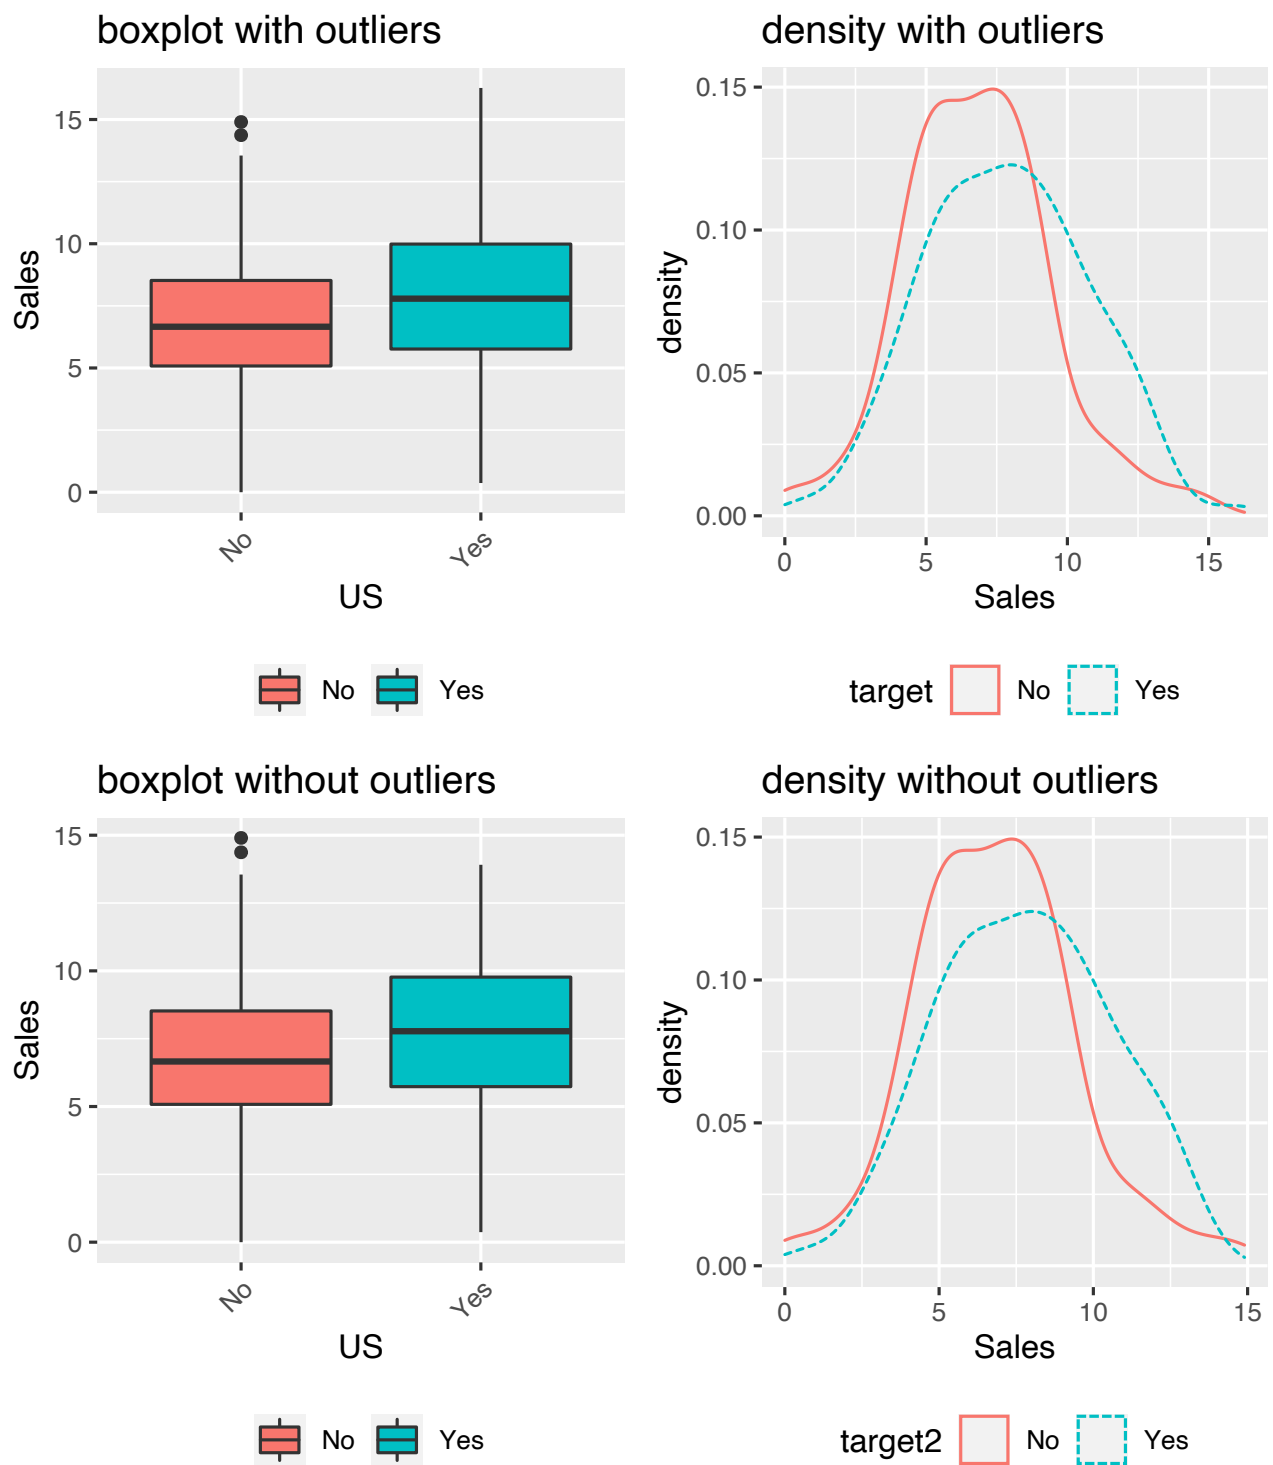 boxplot with outliers
Sales
15
10
5
0
No
Yes
US
No
Yes
density with outliers
density
0.15
0.10
0.05
0.00
0
5
10
15
Sales
target
No
Yes
boxplot without outliers
Sales
15
10
5
0
No
Yes
US
No
Yes
density without outliers
density
0.15
0.10
0.05
0.00
0
5
10
15
Sales
target2
No
Yes